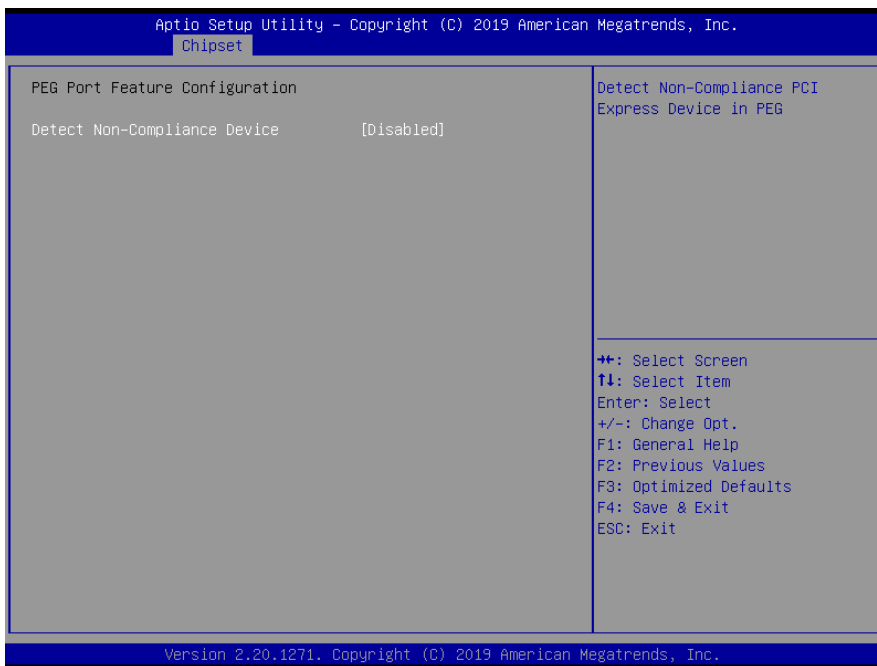 Aptio Setup Utility – Copyright (C) 2019 American Megatrends, Inc.
Chipset
PEG Port Feature Configuration
Detect Non-Compliance Device [Disabled]
Detect Non-Compliance PCI
Express Device in PEG
→←: Select Screen
↑↓: Select Item
Enter: Select
+/-: Change Opt.
F1: General Help
F2: Previous Values
F3: Optimized Defaults
F4: Save & Exit
ESC: Exit
Version 2.20.1271. Copyright (C) 2019 American Megatrends, Inc.